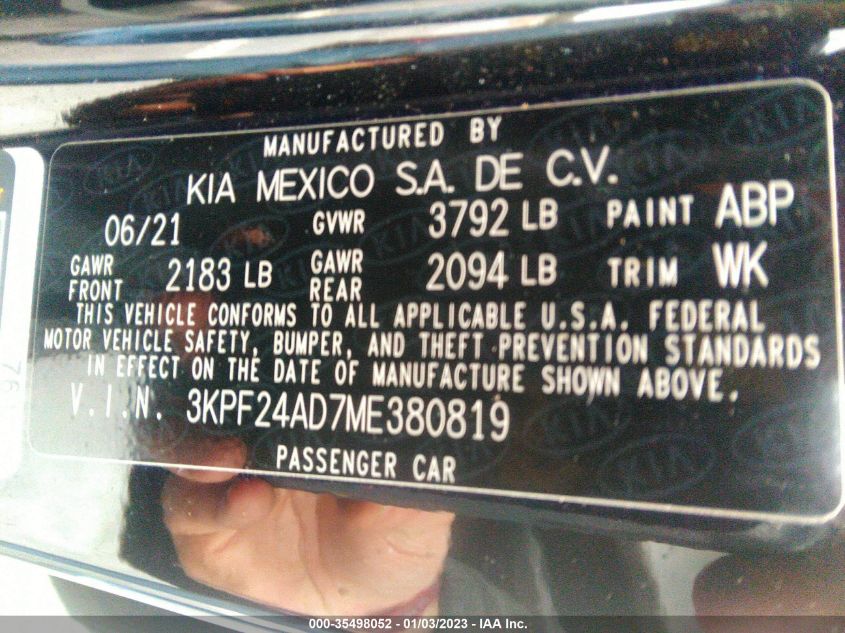 MANUFACTURED BY
KIA MEXICO S.A. DE C.V.
06/21 GVWR 3792 LB PAINT ABP
GAWR FRONT 2183 LB GAWR REAR 2094 LB TRIM WK
THIS VEHICLE CONFORMS TO ALL APPLICABLE U.S.A. FEDERAL
MOTOR VEHICLE SAFETY, BUMPER, AND THEFT PREVENTION STANDARDS
IN EFFECT ON THE DATE OF MANUFACTURE SHOWN ABOVE.
V.I.N. 3KPF24AD7ME380819
PASSENGER CAR
76
000-35498052 - 01/03/2023 - IAA Inc.